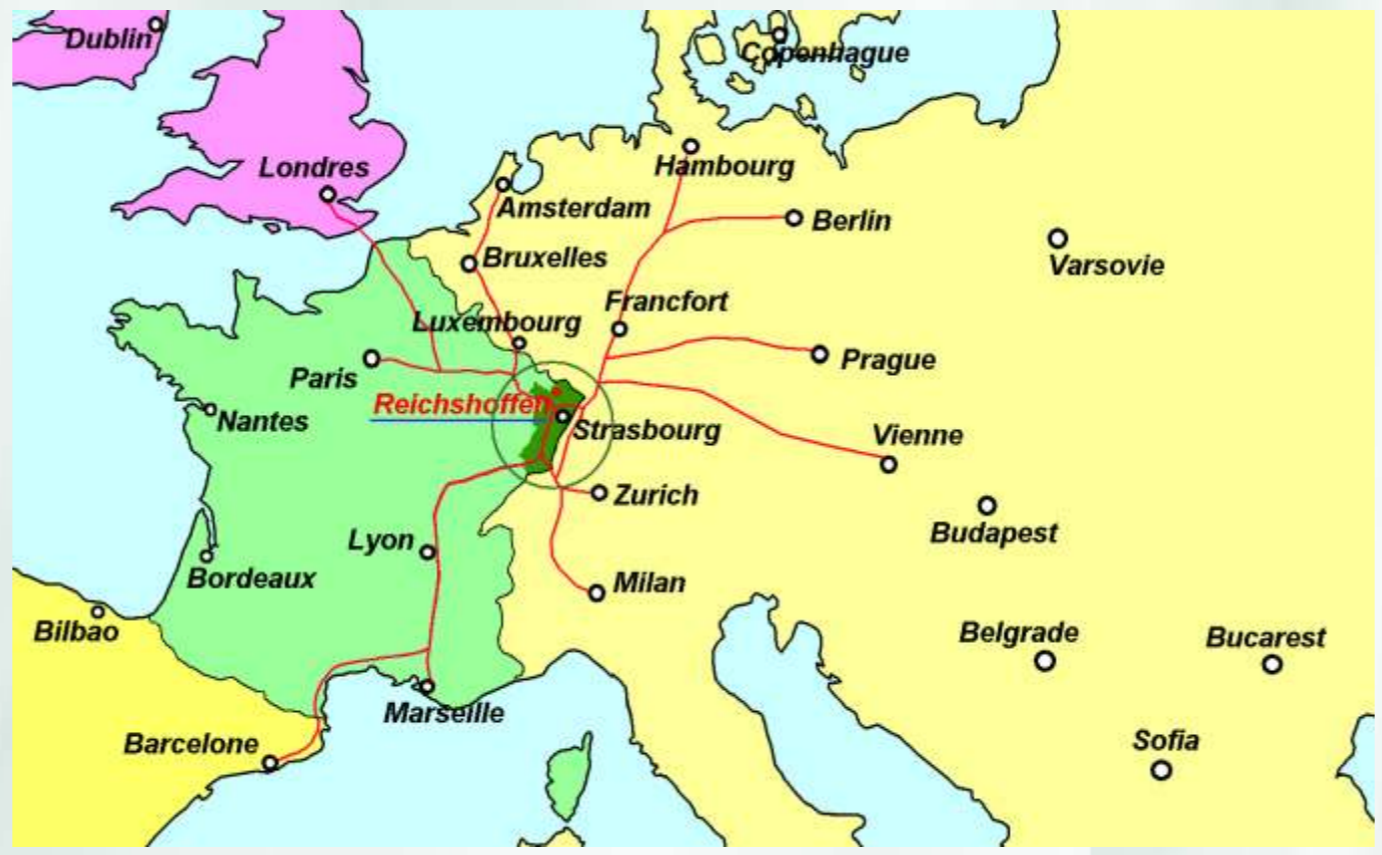 Dublin
Copenhague
Londres
Hambourg
Amsterdam
Berlin
Bruxelles
Varsovie
Francfort
Luxembourg
Paris
Prague
Reichshoffen
Nantes
Strasbourg
Vienne
Zurich
Budapest
Lyon
Bordeaux
Milan
Bilbao
Belgrade
Bucarest
Marseille
Barcelone
Sofia